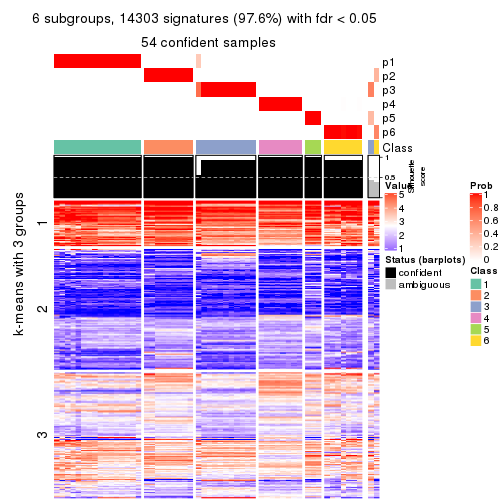 6 subgroups, 14303 signatures (97.6%) with fdr < 0.05
54 confident samples
p1
p2
p3
p4
p5
p6
Class
1
0.5
0
Silhouette
score
k-means with 3 groups
1
2
3
Value
5
4
3
2
1
Status (barplots)
confident
ambiguous
Prob
1
0.8
0.6
0.4
0.2
0
Class
1
2
3
4
5
6